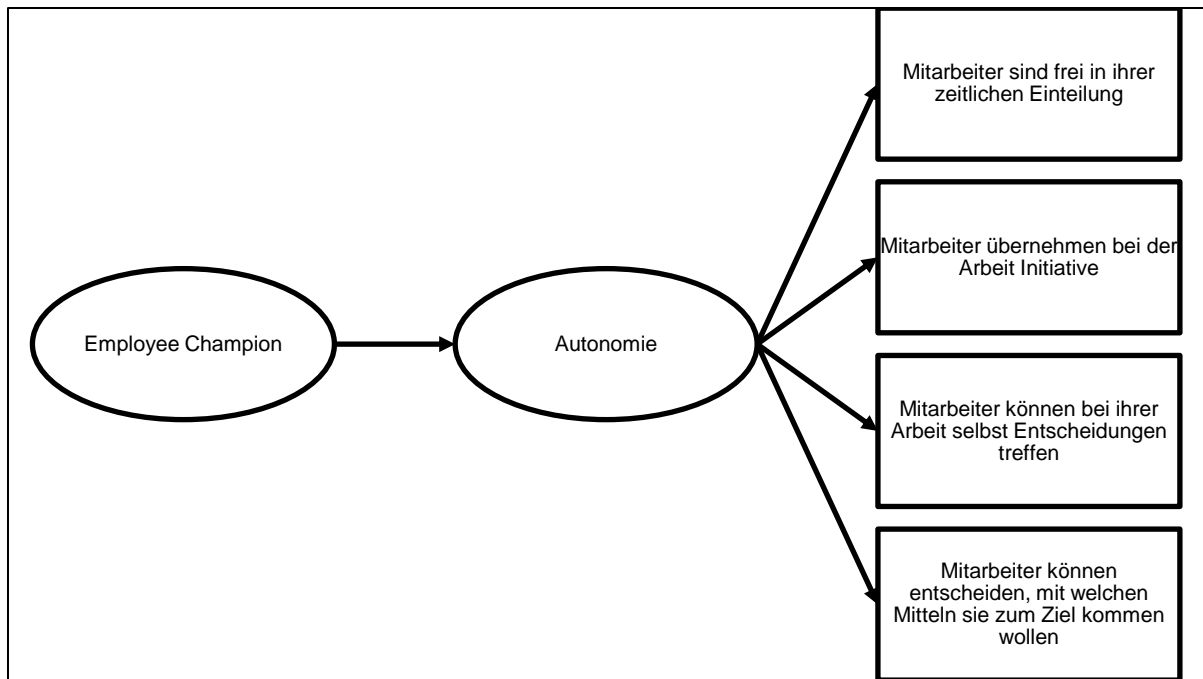 Mitarbeiter sind frei in ihrer
zeitlichen Einteilung
Mitarbeiter übernehmen bei der
Arbeit Initiative
Employee Champion
Autonomie
Mitarbeiter können bei ihrer
Arbeit selbst Entscheidungen
treffen
Mitarbeiter können
entscheiden, mit welchen
Mitteln sie zum Ziel kommen
wollen